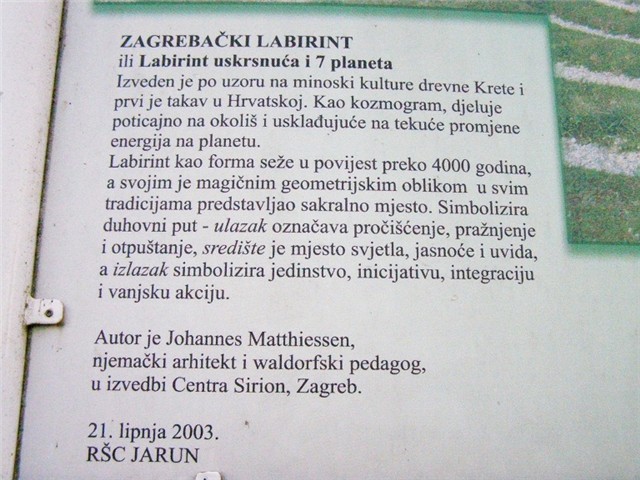 ZAGREBAČKI LABIRINT
ili Labirint uskrsnuća i 7 planeta
Izveden je po uzoru na minoski kulture drevne Krete i
prvi je takav u Hrvatskoj. Kao kozmogram, djeluje
poticajno na okoliš i usklađujuće na tekuće promjene
energija na planetu.
Labirint kao forma seže u povijest preko 4000 godina,
a svojim je magičnim geometrijskim oblikom u svim
tradicijama predstavljao sakralno mjesto. Simbolizira
duhovni put - ulazak označava pročišćenje, pražnjenje
i otpuštanje, središte je mjesto svjetla, jasnoće i uvida,
a izlazak simbolizira jedinstvo, inicijativu, integraciju
i vanjsku akciju.
Autor je Johannes Matthiessen,
njemački arhitekt i waldorfski pedagog,
u izvedbi Centra Sirion, Zagreb.
21. lipnja 2003.
RŠC JARUN